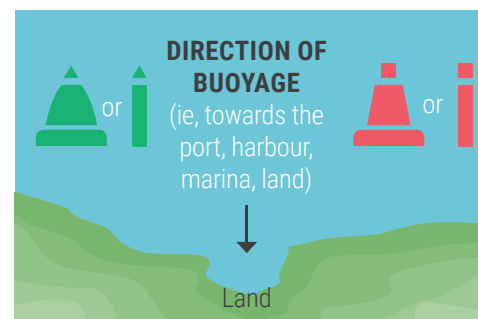 DIRECTION OF
BUOYAGE
(ie, towards the
port, harbour,
marina, land)
or
or
Land